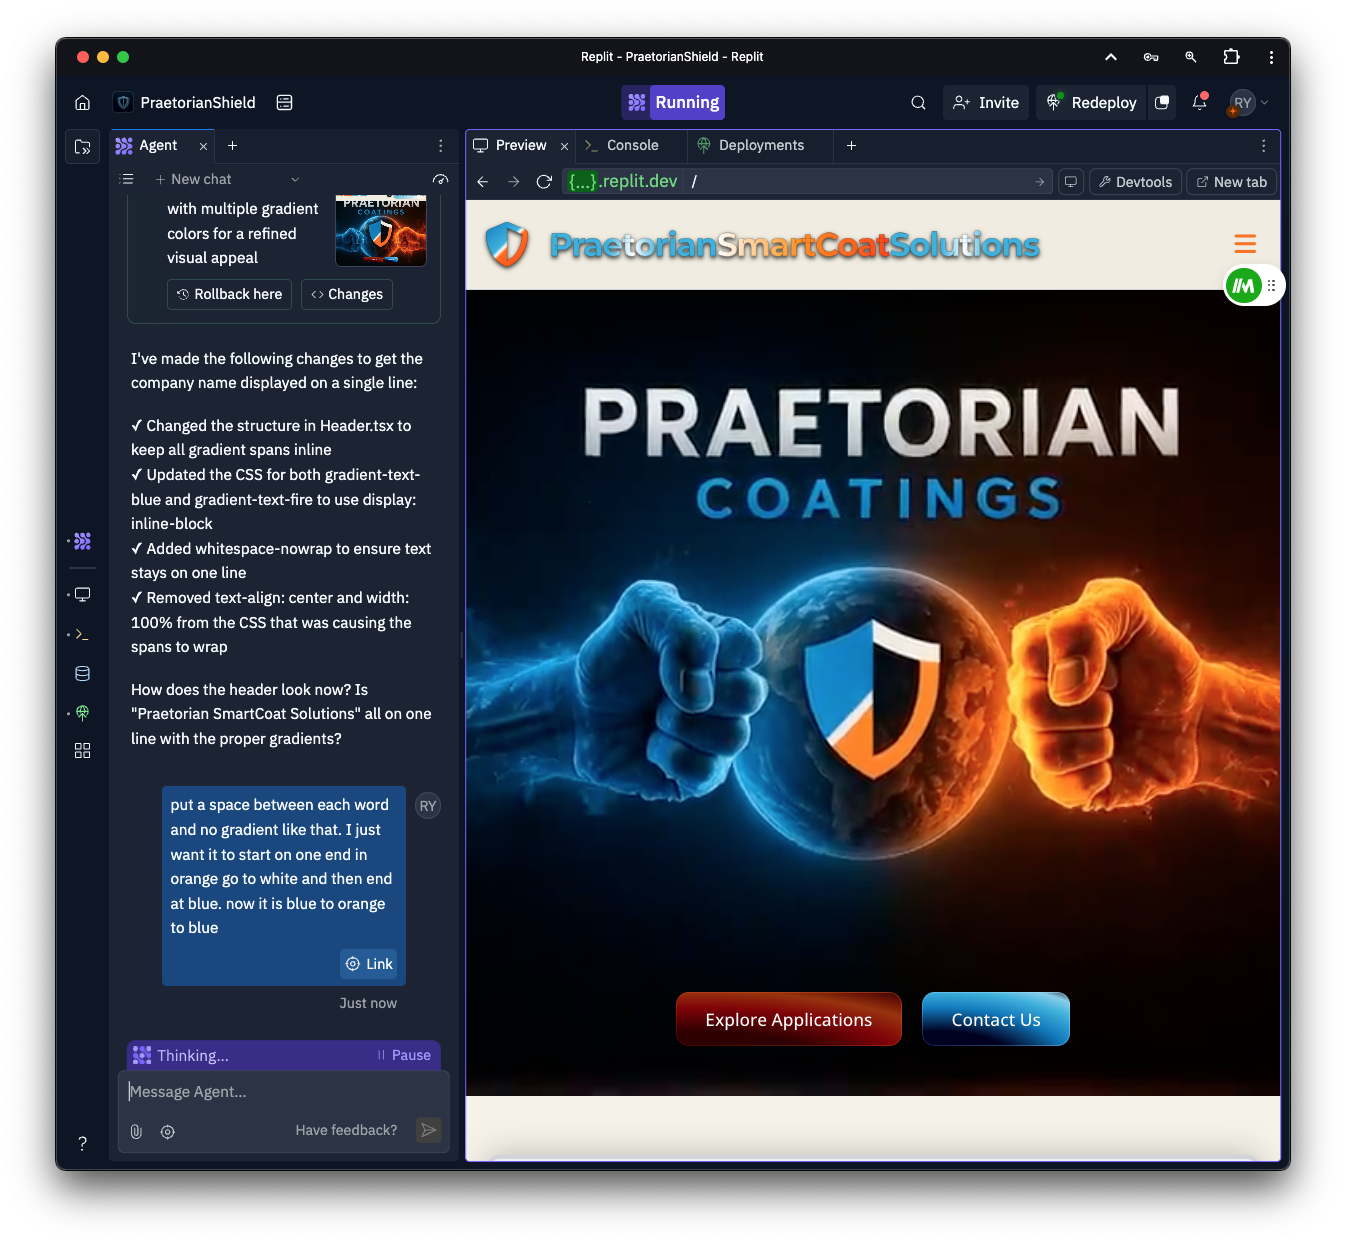 Replit - PraetorianShield - Replit
PraetorianShield
Running
Invite
Redeploy
RY
Agent
New chat
with multiple gradient
colors for a refined
visual appeal
PRAETORIAN
COATINGS
Rollback here
Changes
I've made the following changes to get the
company name displayed on a single line:
✓ Changed the structure in Header.tsx to
keep all gradient spans inline
✓ Updated the CSS for both gradient-text-
blue and gradient-text-fire to use display:
inline-block
✓ Added whitespace-nowrap to ensure text
stays on one line
✓ Removed text-align: center and width:
100% from the CSS that was causing the
spans to wrap
How does the header look now? Is
"Praetorian SmartCoat Solutions" all on one
line with the proper gradients?
put a space between each word
and no gradient like that. I just
want it to start on one end in
orange go to white and then end
at blue. now it is blue to orange
to blue
Link
RY
Just now
Thinking...
Pause
Message Agent...
Have feedback?
?
Preview
Console
Deployments
{...}.replit.dev /
Devtools
New tab
PraetorianSmartCoatSolutions
PRAETORIAN
COATINGS
Explore Applications
Contact Us